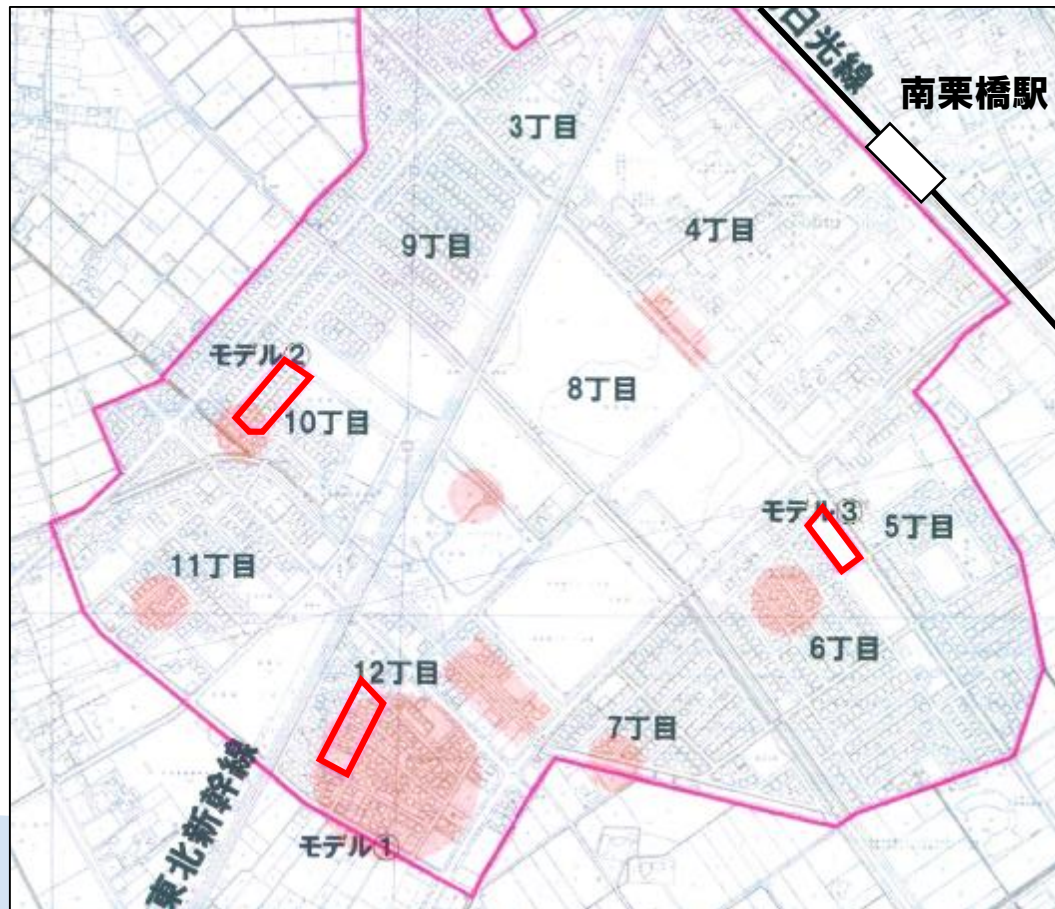 日光線
南栗橋駅
3丁目
4丁目
9丁目
モデル②
8丁目
10丁目
モデル③
5丁目
11丁目
6丁目
12丁目
7丁目
東北新幹線
モデル①